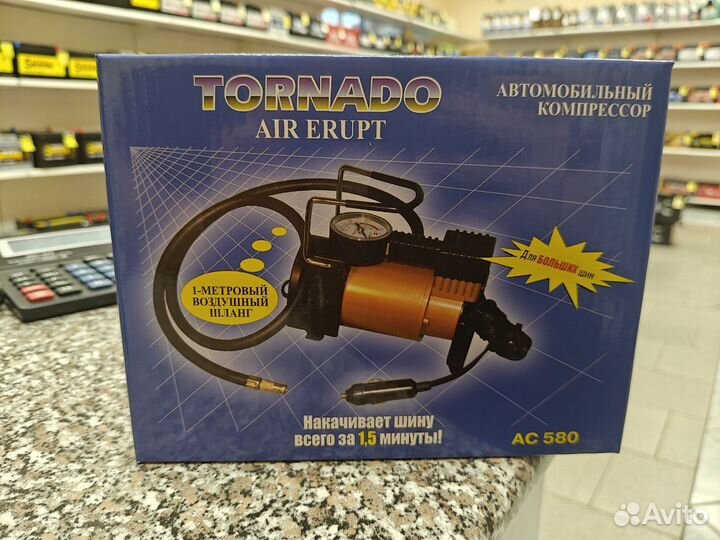 TORNADO
AIR ERUPT
АВТОМОБИЛЬНЫЙ
КОМПРЕССОР
Для БОЛЬШИХ шин
1-МЕТРОВЫЙ
ВОЗДУШНЫЙ
ШЛАНГ
Накачивает шину
всего за 1,5 минуты!
AC 580
Avito